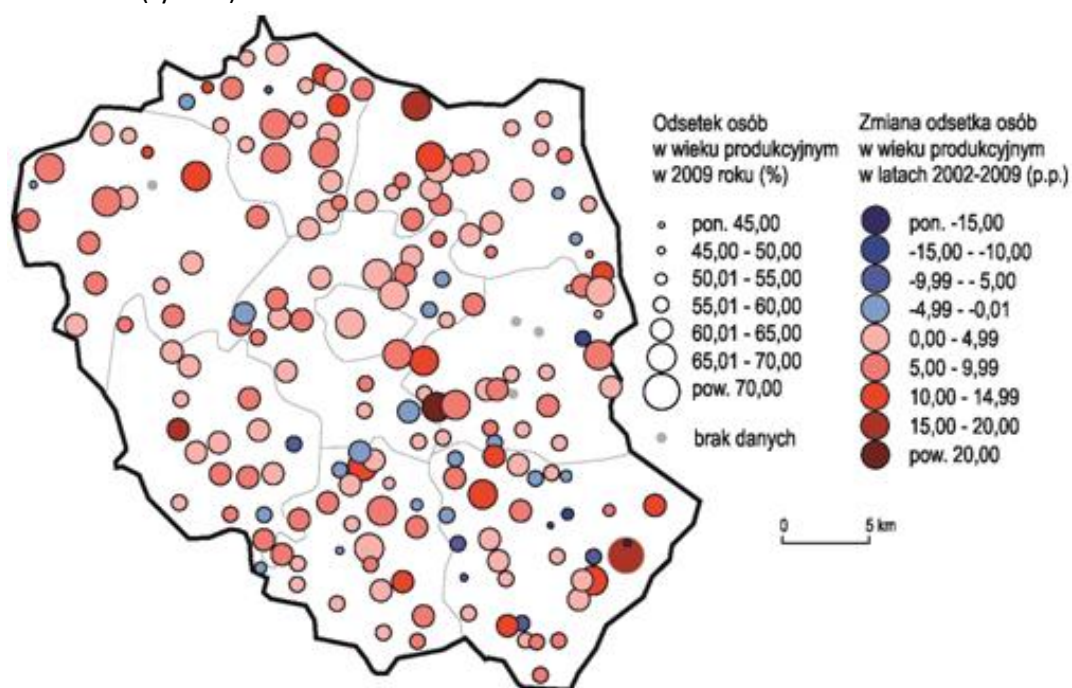 Odsetek osób
w wieku produkcyjnym
w 2009 roku (%)
pon. 45,00
45,00 - 50,00
50,01 - 55,00
55,01 - 60,00
60,01 - 65,00
65,01 - 70,00
pow. 70,00
brak danych
Zmiana odsetka osób
w wieku produkcyjnym
w latach 2002-2009 (p.p.)
pon. -15,00
-15,00 - -10,00
-9,99 - - 5,00
-4,99 - -0,01
0,00 - 4,99
5,00 - 9,99
10,00 - 14,99
15,00 - 20,00
pow. 20,00
0 5 km